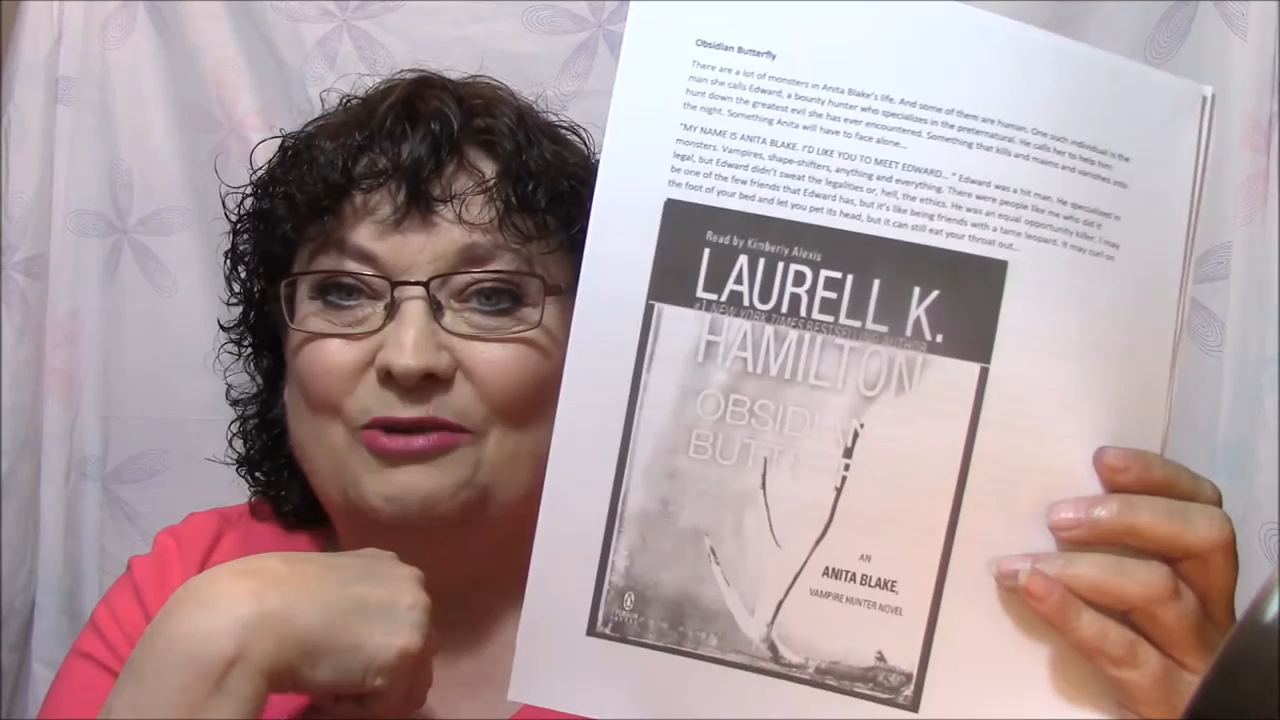 Obsidian Butterfly
There are a lot of monsters in Anita Blake's life. And some of them are human. One such individual is the
man she calls Edward, a bounty hunter who specializes in the preternatural. He calls her to help him
hunt down the greatest evil she has ever encountered. Something that kills and maims and vanishes into
the night. Something Anita will have to face alone...
"MY NAME IS ANITA BLAKE. I'D LIKE YOU TO MEET EDWARD... " Edward was a hit man. He specialized in
monsters. Vampires, shape-shifters, anything and everything. There were people like me who did it
legal, but Edward didn't sweat the legalities or, hell, the ethics. He was an equal opportunity killer. I may
be one of the few friends that Edward has, but it's like being friends with a tame leopard. It may curl on
the foot of your bed and let you pet its head, but it can still eat your throat out...
Read by Kimberly Alexis
LAURELL K.
#1 NEW YORK TIMES BESTSELLING AUTHOR
HAMILTON
OBSIDIAN
AN
ANITA BLAKE,
VAMPIRE HUNTER NOVEL
PENGUIN